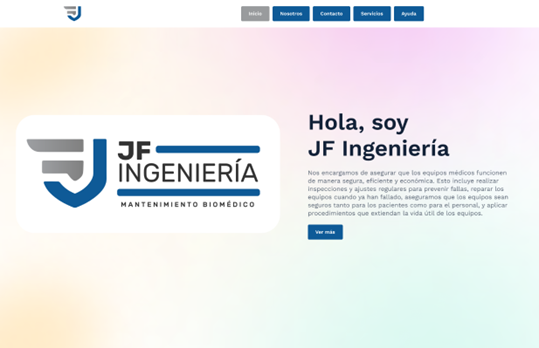 Inicio
Nosotros
Contacto
Servicios
Ayuda
JF
INGENIERÍA
MANTENIMIENTO BIOMÉDICO
Hola, soy
JF Ingeniería
Nos encargamos de asegurar que los equipos médicos funcionen
de manera segura, eficiente y económica. Esto incluye realizar
inspecciones y ajustes regulares para prevenir fallas, reparar los
equipos cuando ya han fallado, aseguramos que los equipos sean
seguros tanto para los pacientes como para el personal, y aplicar
procedimientos que extiendan la vida útil de los equipos.
Ver más